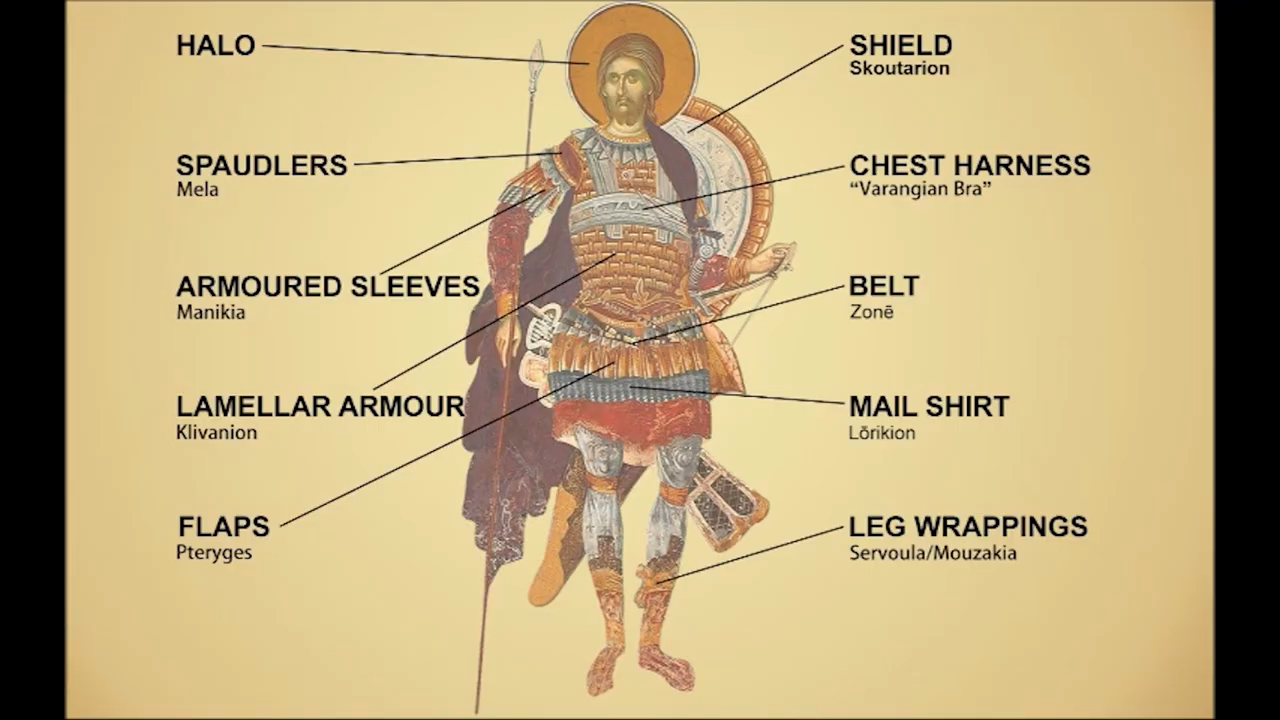 HALO
SPAUDLERS
Mela
ARMOURED SLEEVES
Manikia
LAMELLAR ARMOUR
Klivanion
FLAPS
Pteryges
SHIELD
Skoutarion
CHEST HARNESS
“Varangian Bra”
BELT
Zonē
MAIL SHIRT
Lōrikion
LEG WRAPPINGS
Servoula/Mouzakia